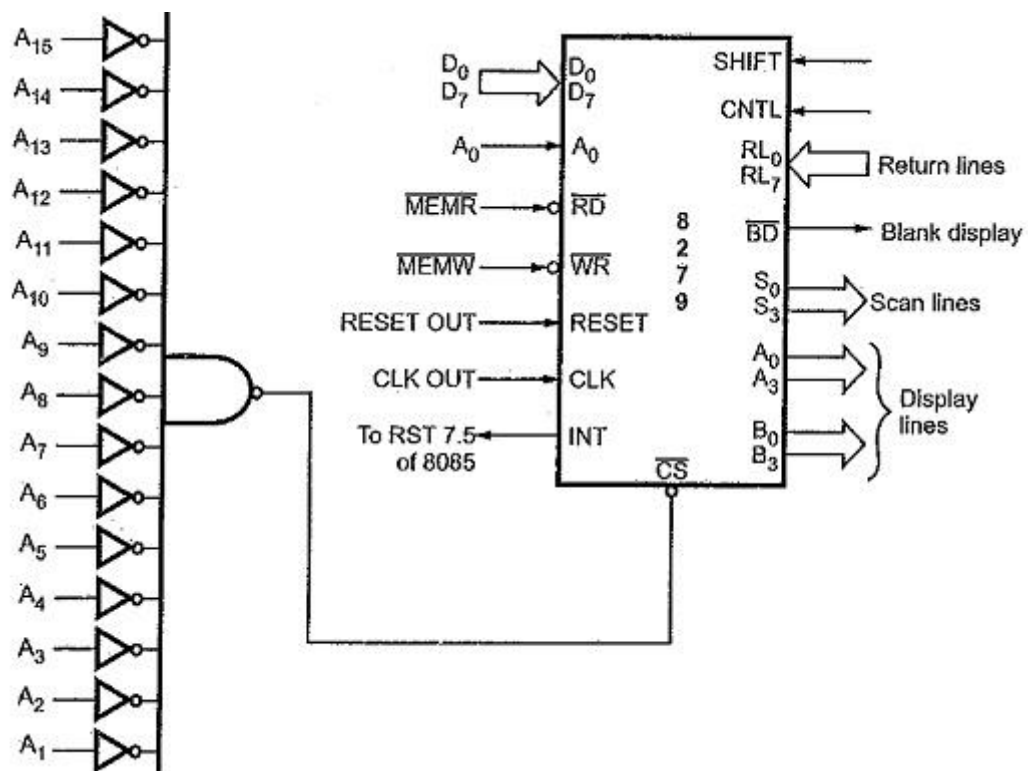 A15
A14
A13
A12
A11
A10
A9
A8
A7
A6
A5
A4
A3
A2
A1
D0
D7
A0
MEMR
MEMW
RESET OUT
CLK OUT
To RST 7.5
of 8085
D0
D7
A0
RD
WR
RESET
CLK
INT
8
2
7
9
CS
SHIFT
CNTL
RL0
RL7
BD
S0
S3
A0
A3
B0
B3
Return lines
Blank display
Scan lines
Display
lines